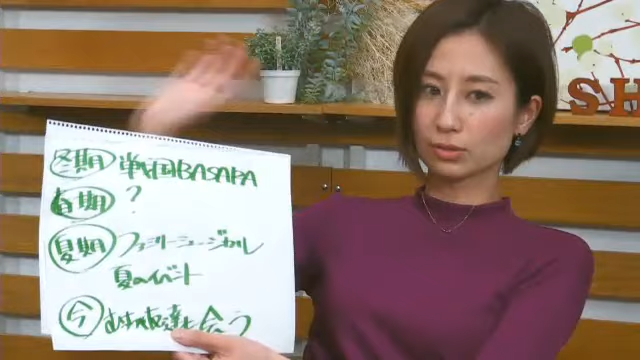 冬期 戦国BASARA
春期 ?
夏期 ファミリーミュージカル
夏のイベント
今 友達と会う
SH